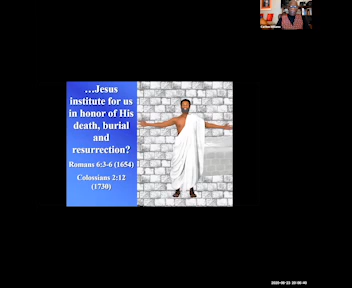 …Jesus
institute for us
in honor of His
death, burial
and
resurrection?
Romans 6:3-6 (1654)
Colossians 2:12
(1730)